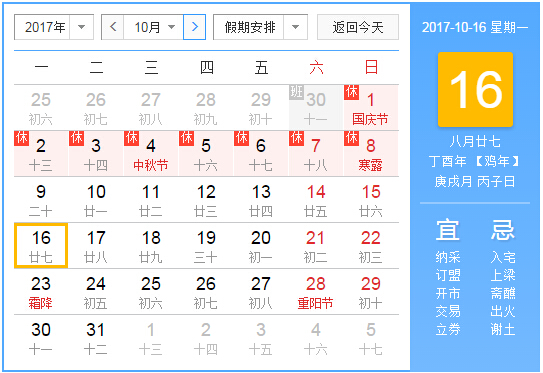 2017年 < 10月 > 假期安排 返回今天
一 二 三 四 五 六 日
25 26 27 28 29 班 30 休 1
初六 初七 初八 初九 初十 十一 国庆节
休 2 休 3 休 4 休 5 休 6 休 7 休 8
十三 十四 中秋节 十六 十七 十八 寒露
9 10 11 12 13 14 15
二十 廿一 廿二 廿三 廿四 廿五 廿六
16 17 18 19 20 21 22
廿七 廿八 廿九 三十 初一 初二 初三
23 24 25 26 27 28 29
霜降 初五 初六 初七 初八 重阳节 初十
30 31 1 2 3 4 5
十一 十二 十三 十四 十五 十六 十七
2017-10-16 星期一
16
八月廿七
丁酉年 【鸡年】
庚戌月 丙子日
宜 忌
纳采 入宅
订盟 上梁
开市 斋醮
交易 出火
立券 谢土